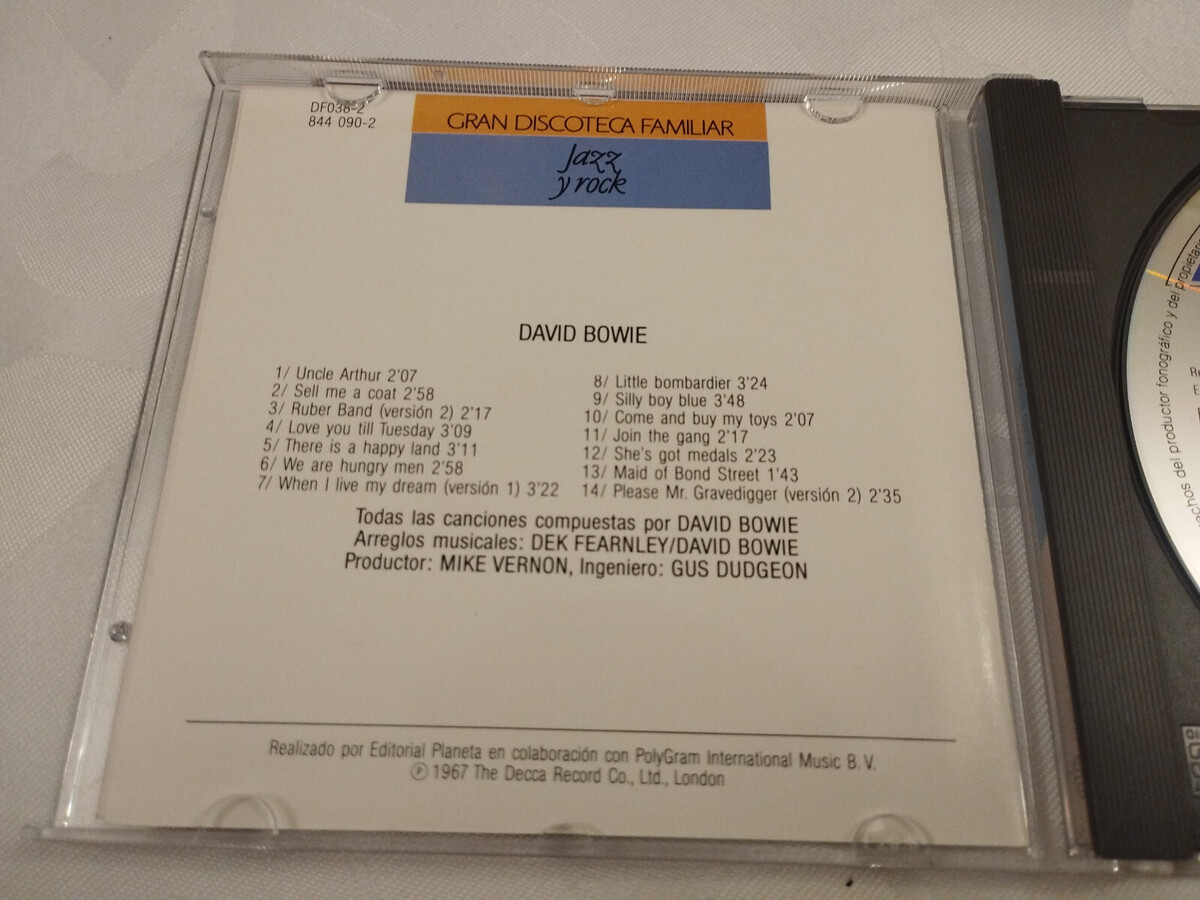 DF038-2
844 090-2
GRAN DISCOTECA FAMILIAR
Jazz
y rock
DAVID BOWIE
1/ Uncle Arthur 2'07
2/ Sell me a coat 2'58
3/ Ruber Band (versión 2) 2'17
4/ Love you till Tuesday 3'09
5/ There is a happy land 3'11
6/ We are hungry men 2'58
7/ When I live my dream (versión 1) 3'22
8/ Little bombardier 3'24
9/ Silly boy blue 3'48
10/ Come and buy my toys 2'07
11/ Join the gang 2'17
12/ She's got medals 2'23
13/ Maid of Bond Street 1'43
14/ Please Mr. Gravedigger (versión 2) 2'35
Todas las canciones compuestas por DAVID BOWIE
Arreglos musicales: DEK FEARNLEY/DAVID BOWIE
Productor: MIKE VERNON, Ingeniero: GUS DUDGEON
Realizado por Editorial Planeta en colaboración con PolyGram International Music B.V.
℗ 1967 The Decca Record Co., Ltd., London
del productor fonográfico y del